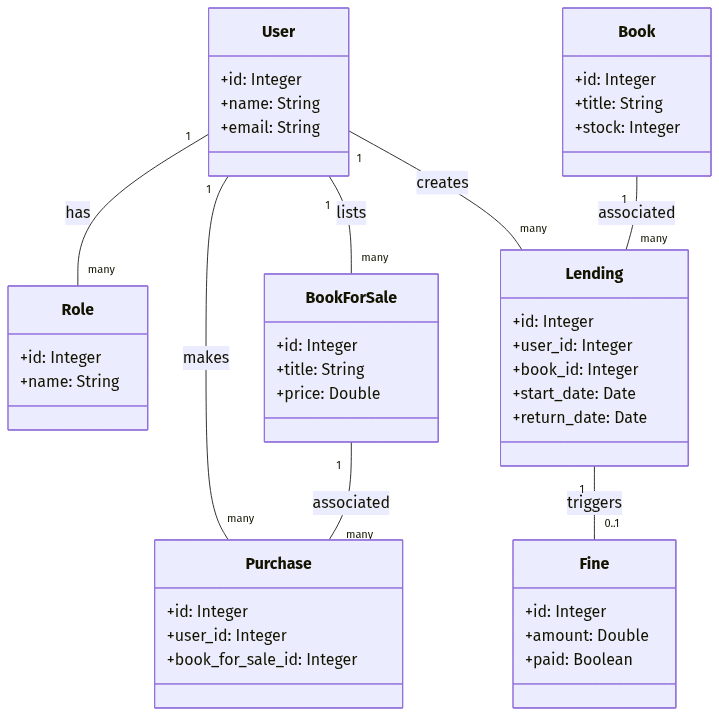 User
+id: Integer
+name: String
+email: String
Book
+id: Integer
+title: String
+stock: Integer
1
has
many
1
makes
many
1
lists
many
1
creates
many
1
associated
many
Role
+id: Integer
+name: String
BookForSale
+id: Integer
+title: String
+price: Double
Lending
+id: Integer
+user_id: Integer
+book_id: Integer
+start_date: Date
+return_date: Date
1
associated
many
1
triggers
0..1
Purchase
+id: Integer
+user_id: Integer
+book_for_sale_id: Integer
Fine
+id: Integer
+amount: Double
+paid: Boolean